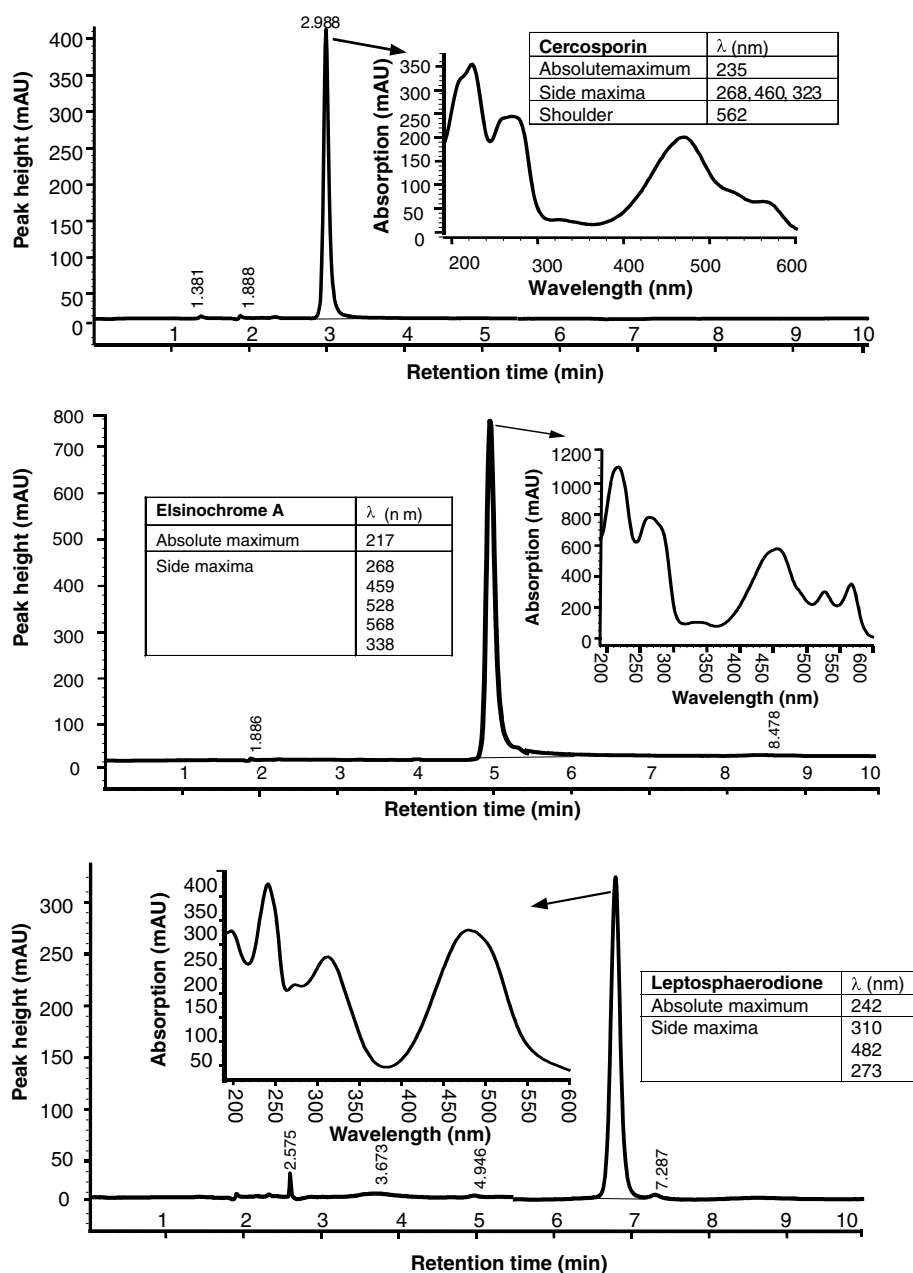 2.988
400
350
300
250
200
150
100
50
0
Peak height (mAU)
1.381
1.888
1 2 3 4 5 6 7 8 9 10
Retention time (min)
350
300
250
200
150
100
50
0
Absorption (mAU)
200 300 400 500 600
Wavelength (nm)
Cercosporin λ (nm)
Absolutemaximum 235
Side maxima 268, 460, 323
Shoulder 562
800
700
600
500
400
300
200
100
0
Peak height (mAU)
Elsinochrome A λ (n m)
Absolute maximum 217
Side maxima 268
459
528
568
338
1.886
8.478
1 2 3 4 5 6 7 8 9 10
Retention time (min)
1200
1000
800
600
400
200
0
Absorption (mAU)
200 250 300 350 400 450 500 550 600
Wavelength (nm)
300
250
200
150
100
50
0
Peak height (mAU)
400
350
300
250
200
150
100
50
Absorption (mAU)
200 250 300 350 400 450 500 550 600
Wavelength (nm)
Leptosphaerodione λ (nm)
Absolute maximum 242
Side maxima 310
482
273
2.575
3.673
4.946
7.287
1 2 3 4 5 6 7 8 9 10
Retention time (min)